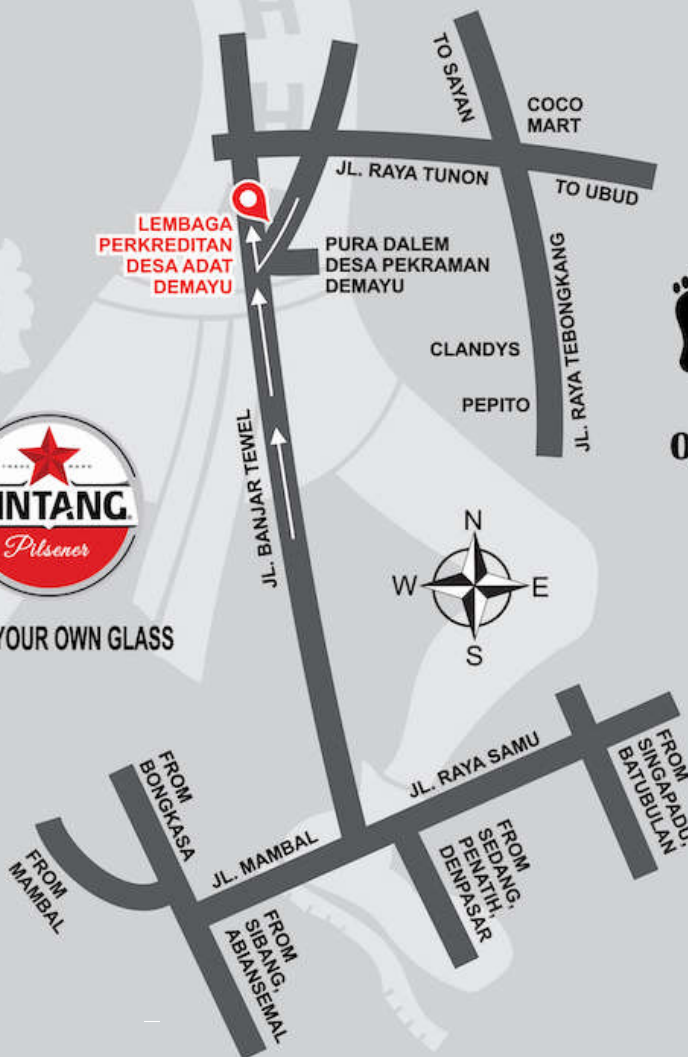 TO SAYAN
COCO
MART
JL. RAYA TUNON
TO UBUD
LEMBAGA
PERKREDITAN
DESA ADAT
DEMAYU
PURA DALEM
DESA PEKRAMAN
DEMAYU
JL. RAYA TEBONGKANG
CLANDYS
PEPITO
JL. BANJAR TEWEL
TRADE MARK
INTANG
Pilsener
YOUR OWN GLASS
N
W
E
S
JL. RAYA SAMU
FROM
SINGAPADU,
BATUBULAN
FROM
BONGKASA
FROM
MAMBAL
JL. MAMBAL
FROM
SEDANG,
PENATIH,
DENPASAR
FROM
SIBANG,
ABIANSEMAL